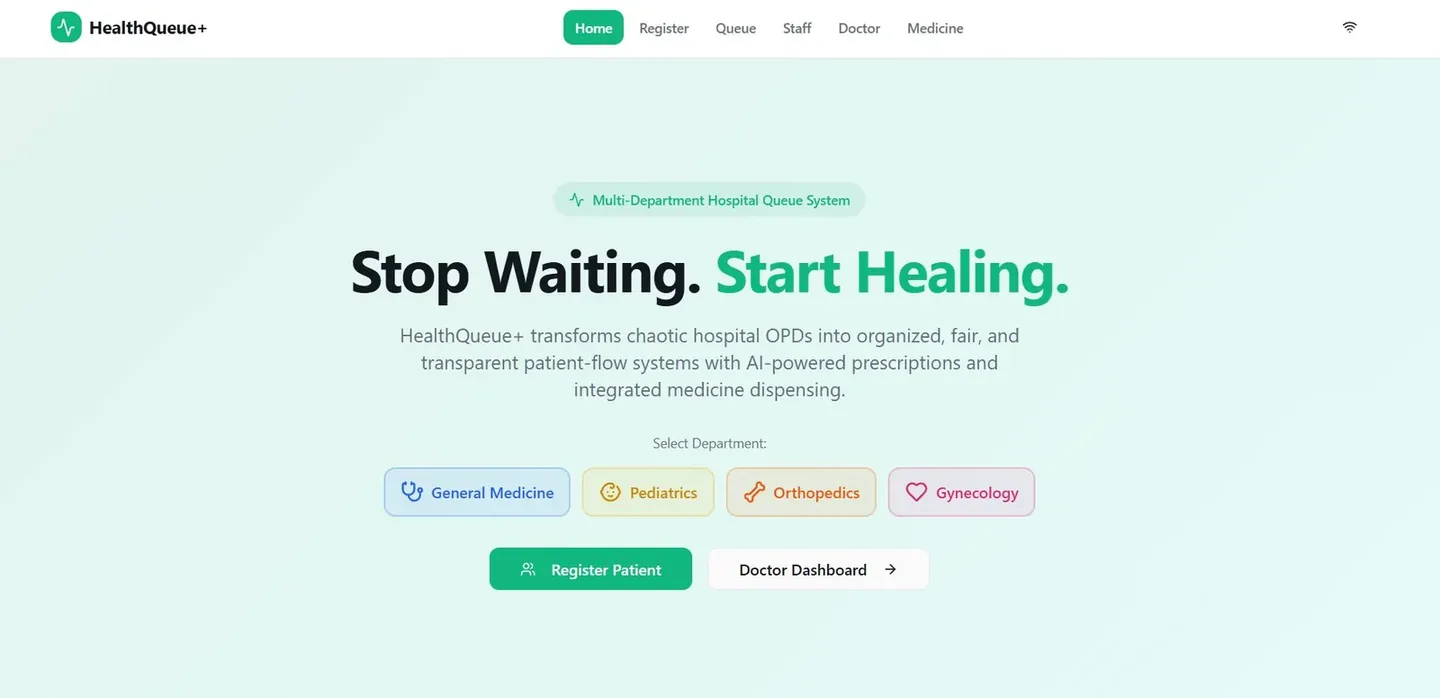 HealthQueue+
Home
Register
Queue
Staff
Doctor
Medicine
Multi-Department Hospital Queue System
Stop Waiting. Start Healing.
HealthQueue+ transforms chaotic hospital OPDs into organized, fair, and
transparent patient-flow systems with AI-powered prescriptions and
integrated medicine dispensing.
Select Department:
General Medicine
Pediatrics
Orthopedics
Gynecology
Register Patient
Doctor Dashboard